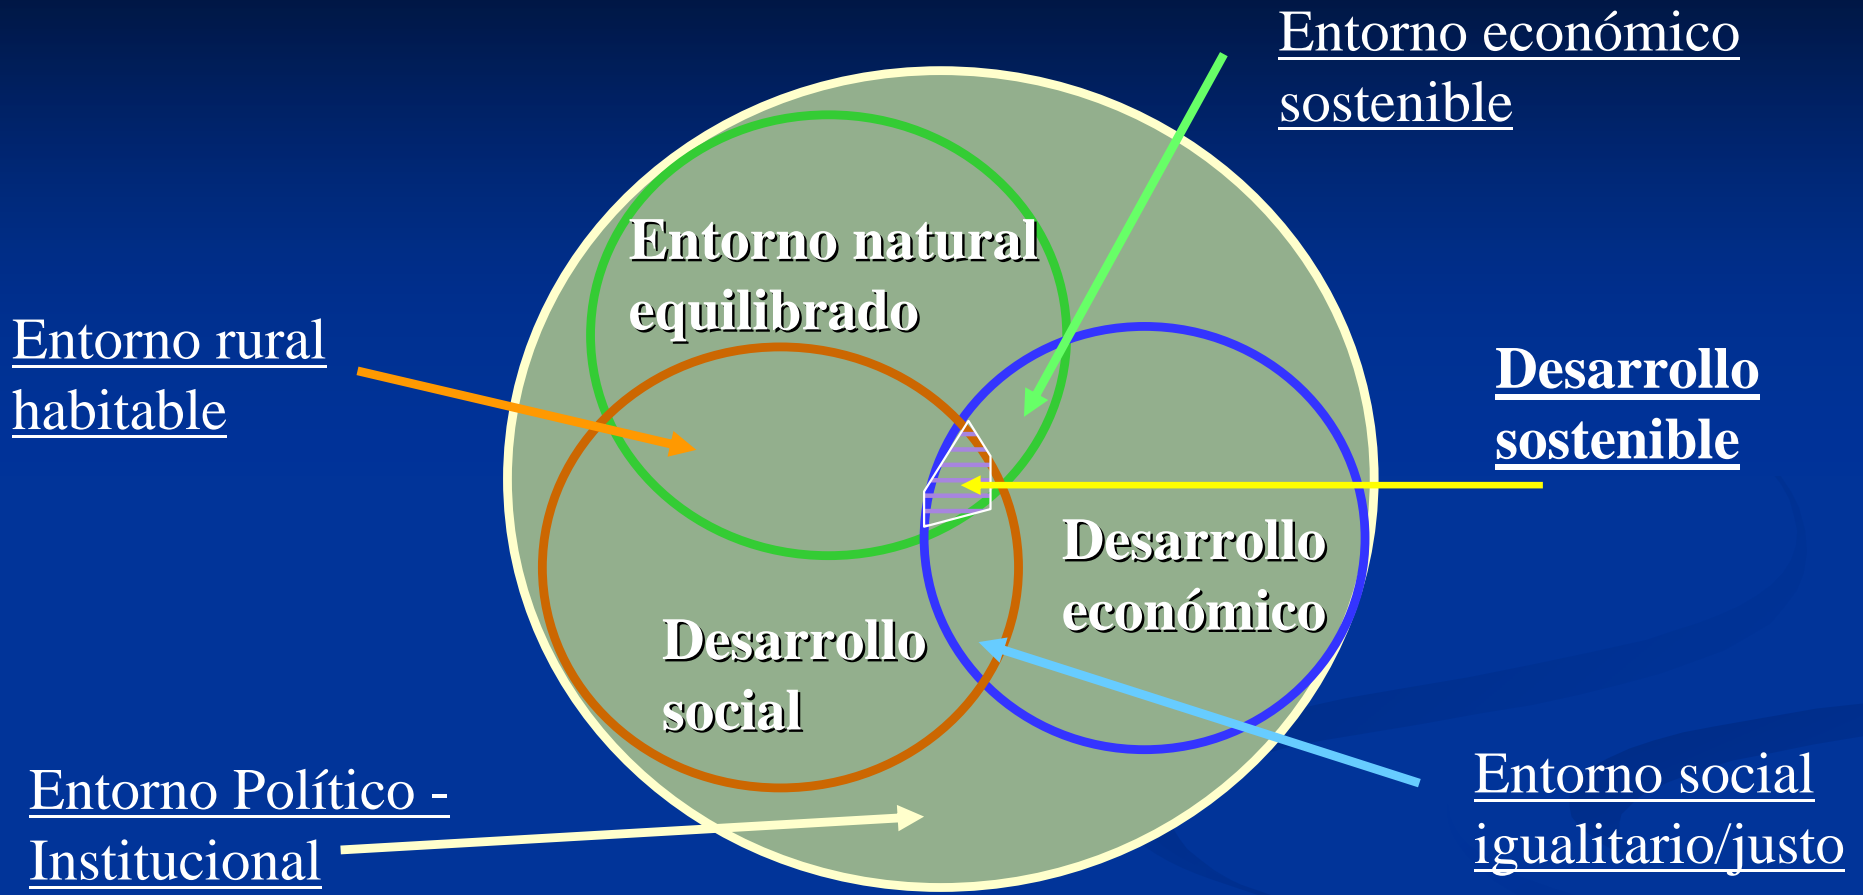 Entorno económico
sostenible
Entorno natural
equilibrado
Entorno rural
habitable
Desarrollo
sostenible
Desarrollo
económico
Desarrollo
social
Entorno Político -
Institucional
Entorno social
igualitario/justo